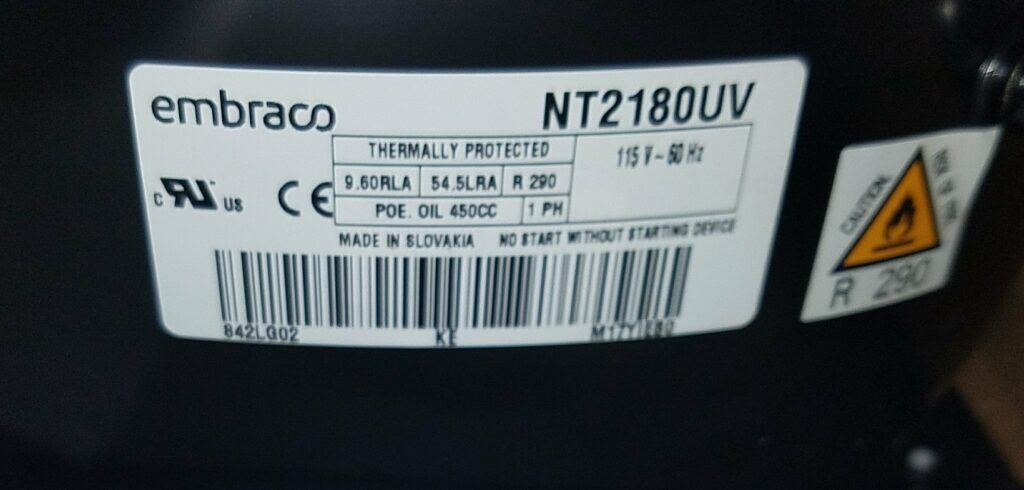 embraco
NT2180UV
THERMALLY PROTECTED
115 V ~ 60 Hz
9.60RLA 54.5LRA R 290
c UL US CE
POE. OIL 450CC 1 PH
MADE IN SLOVAKIA NO START WITHOUT STARTING DEVICE
842LG02 KE
CAUTION
R 290